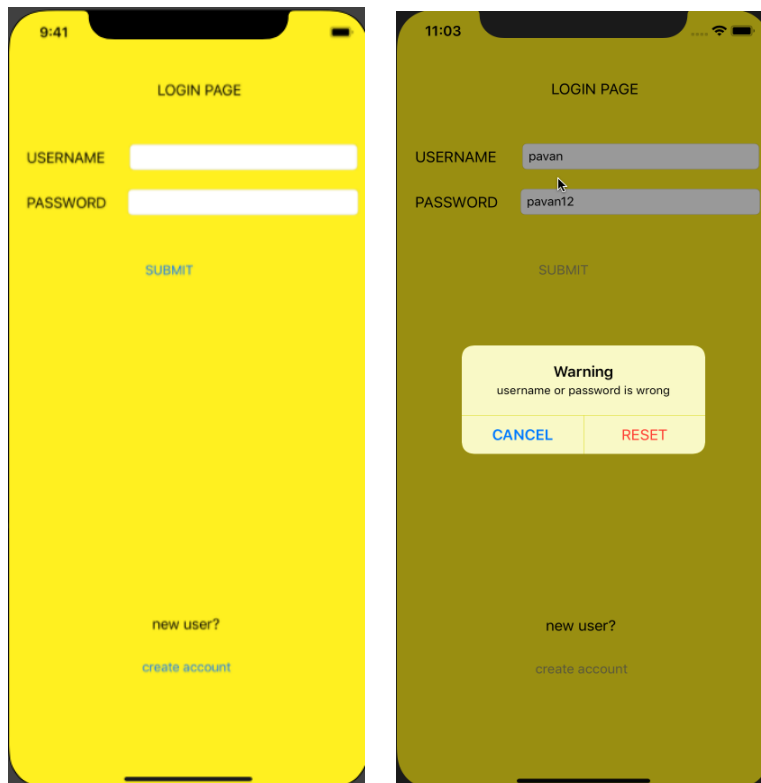 9:41
LOGIN PAGE
USERNAME
PASSWORD
SUBMIT
new user?
create account
11:03
LOGIN PAGE
USERNAME pavan
PASSWORD pavan12
SUBMIT
Warning
username or password is wrong
CANCEL RESET
new user?
create account